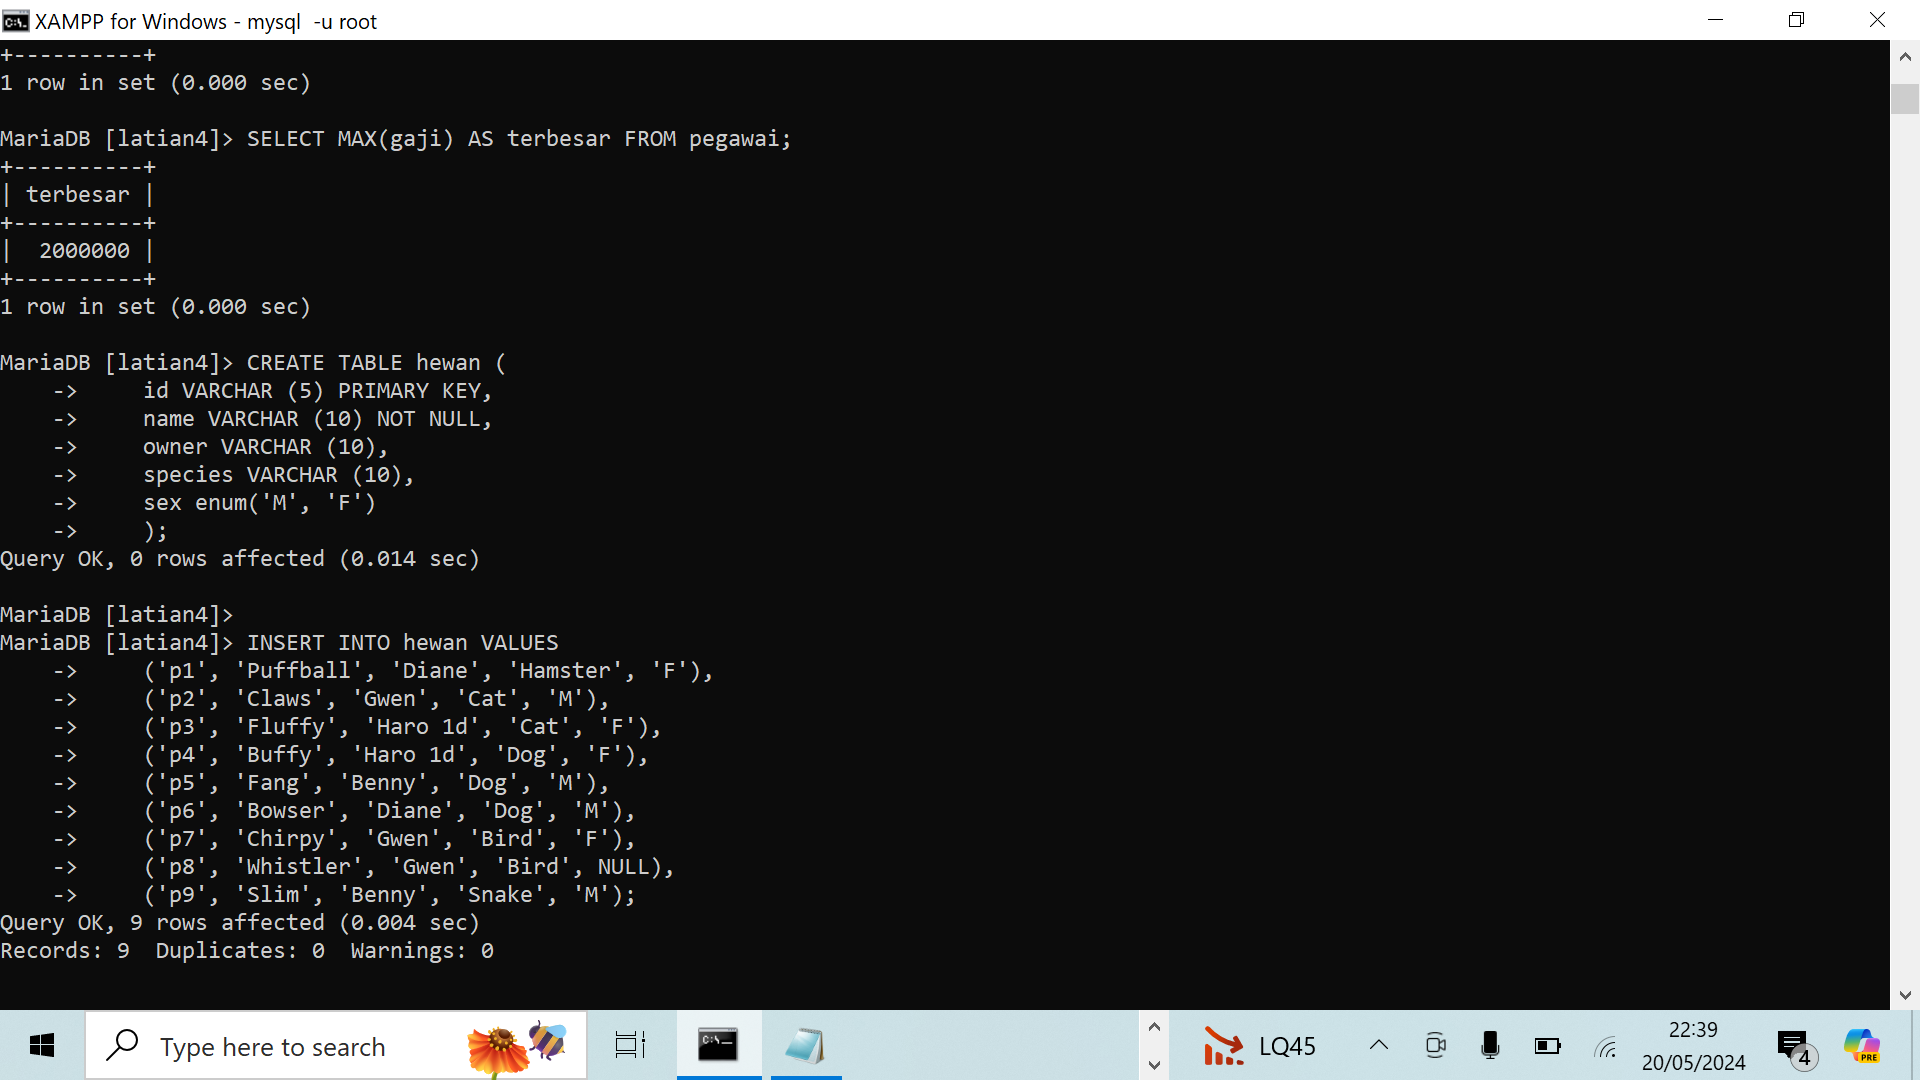 XAMPP for Windows - mysql  -u root
+----------+
1 row in set (0.000 sec)
MariaDB [latian4]> SELECT MAX(gaji) AS terbesar FROM pegawai;
+----------+
| terbesar |
+----------+
|  2000000 |
+----------+
1 row in set (0.000 sec)
MariaDB [latian4]> CREATE TABLE hewan (
    ->     id VARCHAR (5) PRIMARY KEY,
    ->     name VARCHAR (10) NOT NULL,
    ->     owner VARCHAR (10),
    ->     species VARCHAR (10),
    ->     sex enum('M', 'F')
    ->     );
Query OK, 0 rows affected (0.014 sec)
MariaDB [latian4]>
MariaDB [latian4]> INSERT INTO hewan VALUES
    ->     ('p1', 'Puffball', 'Diane', 'Hamster', 'F'),
    ->     ('p2', 'Claws', 'Gwen', 'Cat', 'M'),
    ->     ('p3', 'Fluffy', 'Haro 1d', 'Cat', 'F'),
    ->     ('p4', 'Buffy', 'Haro 1d', 'Dog', 'F'),
    ->     ('p5', 'Fang', 'Benny', 'Dog', 'M'),
    ->     ('p6', 'Bowser', 'Diane', 'Dog', 'M'),
    ->     ('p7', 'Chirpy', 'Gwen', 'Bird', 'F'),
    ->     ('p8', 'Whistler', 'Gwen', 'Bird', NULL),
    ->     ('p9', 'Slim', 'Benny', 'Snake', 'M');
Query OK, 9 rows affected (0.004 sec)
Records: 9  Duplicates: 0  Warnings: 0
Type here to search
LQ45
22:39
20/05/2024
4
PRE